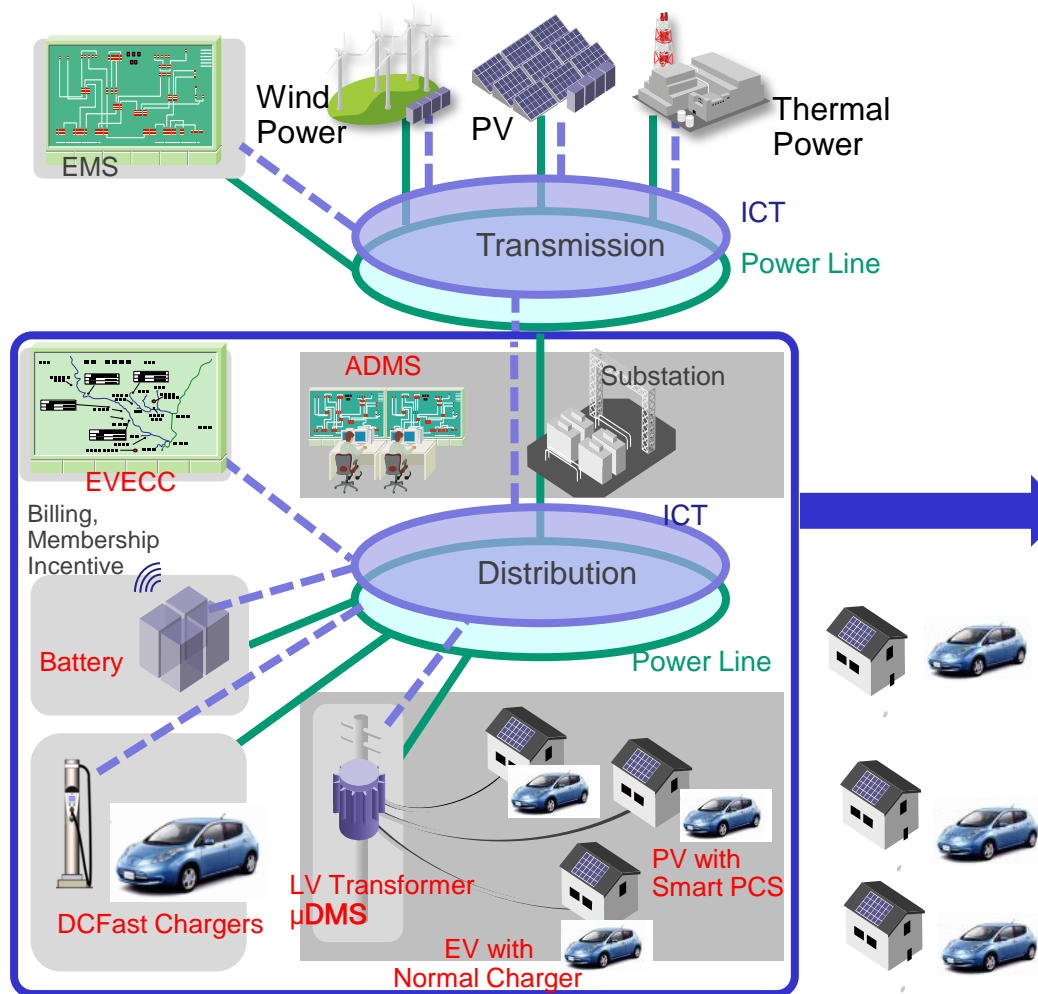 Wind
Power
PV
Thermal
Power
EMS
ICT
Transmission
Power Line
ADMS
Substation
EVECC
Billing,
Membership
Incentive
ICT
Distribution
Battery
Power Line
LV Transformer
µDMS
PV with
Smart PCS
DCFast Chargers
EV with
Normal Charger